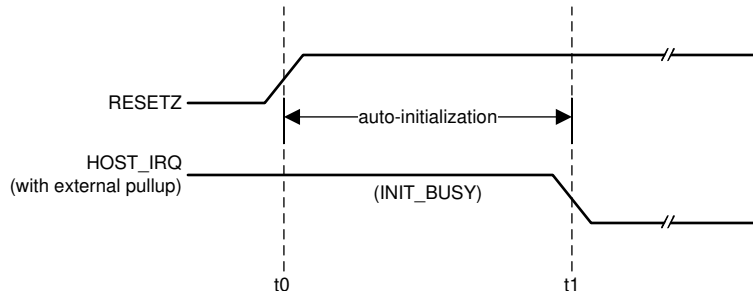 RESETZ
auto-initialization
HOST_IRQ
(with external pullup)
(INIT_BUSY)
t0
t1